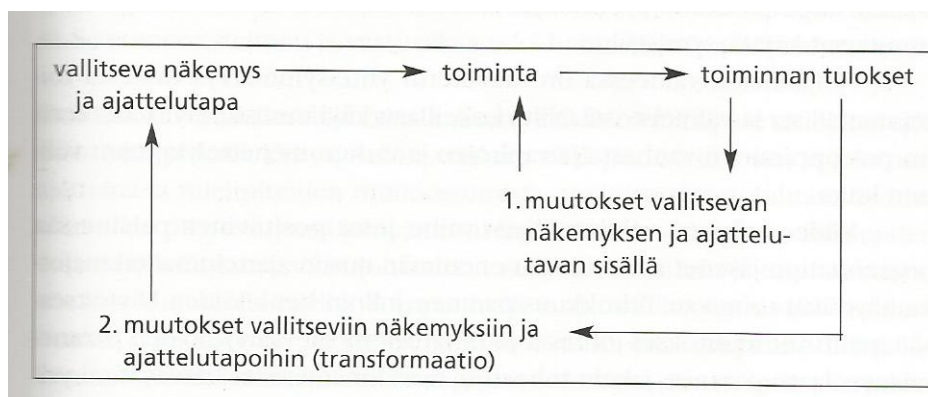 vallitseva näkemys toiminta toiminnan tulokset
ja ajattelutapa
1. muutokset vallitsevan
näkemyksen ja ajattelu-
tavan sisällä
2. muutokset vallitseviin näkemyksiin ja
ajattelutapoihin (transformaatio)